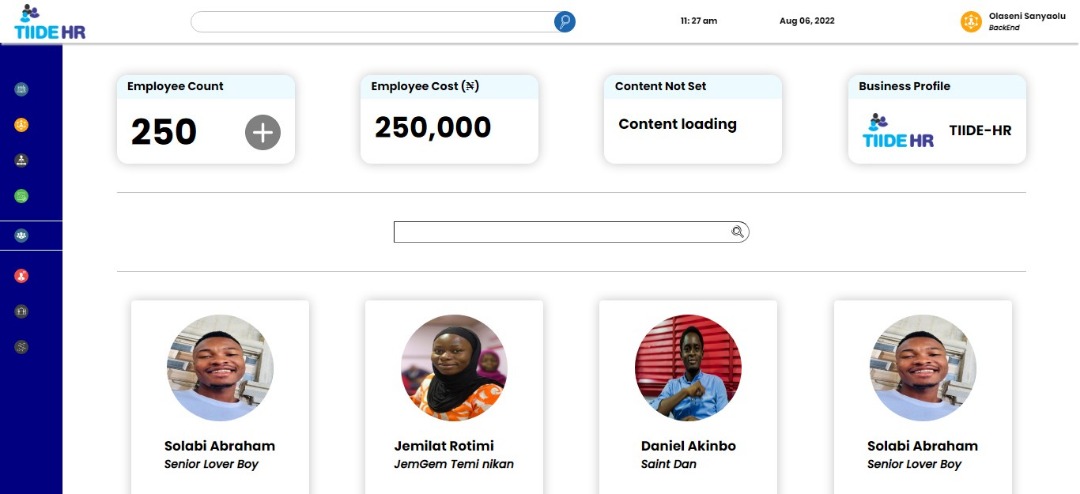 TIIDE HR
11: 27 am
Aug 06, 2022
Olaseni Sanyaolu
BackEnd
Employee Count
250
Employee Cost (₦)
250,000
Content Not Set
Content loading
Business Profile
TIIDE HR
TIIDE-HR
Solabi Abraham
Senior Lover Boy
Jemilat Rotimi
JemGem Temi nikan
Daniel Akinbo
Saint Dan
Solabi Abraham
Senior Lover Boy